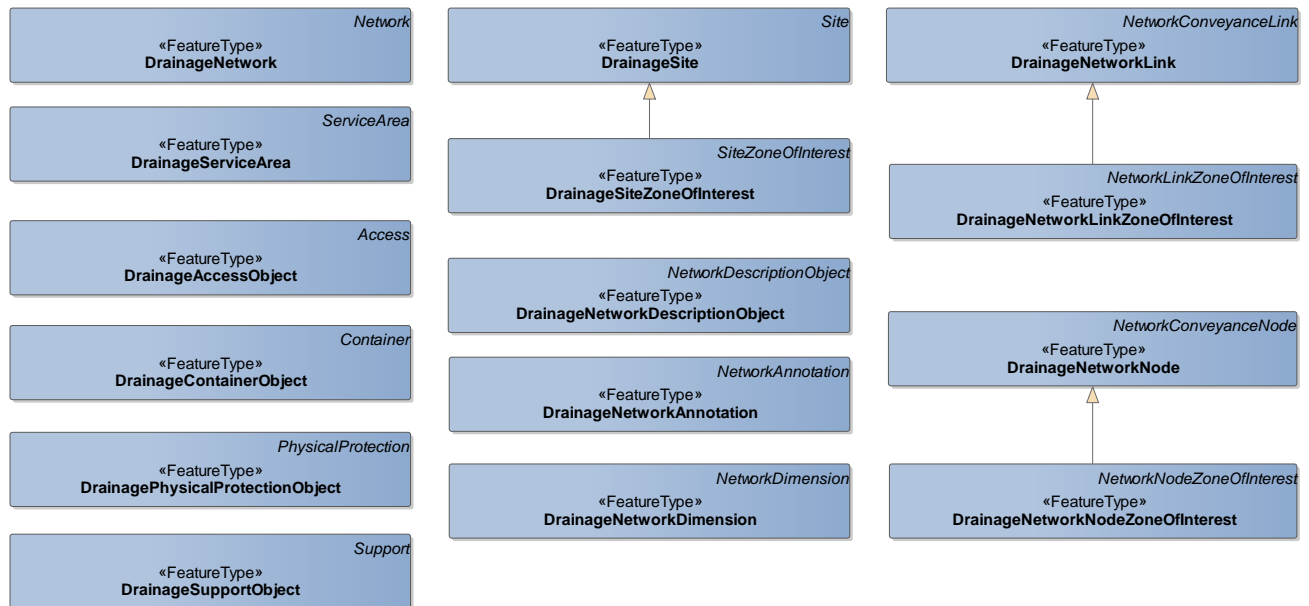 Network
«FeatureType»
DrainageNetwork
ServiceArea
«FeatureType»
DrainageServiceArea
Access
«FeatureType»
DrainageAccessObject
Container
«FeatureType»
DrainageContainerObject
PhysicalProtection
«FeatureType»
DrainagePhysicalProtectionObject
Support
«FeatureType»
DrainageSupportObject
Site
«FeatureType»
DrainageSite
SiteZoneOfInterest
«FeatureType»
DrainageSiteZoneOfInterest
NetworkDescriptionObject
«FeatureType»
DrainageNetworkDescriptionObject
NetworkAnnotation
«FeatureType»
DrainageNetworkAnnotation
NetworkDimension
«FeatureType»
DrainageNetworkDimension
NetworkConveyanceLink
«FeatureType»
DrainageNetworkLink
NetworkLinkZoneOfInterest
«FeatureType»
DrainageNetworkLinkZoneOfInterest
NetworkConveyanceNode
«FeatureType»
DrainageNetworkNode
NetworkNodeZoneOfInterest
«FeatureType»
DrainageNetworkNodeZoneOfInterest